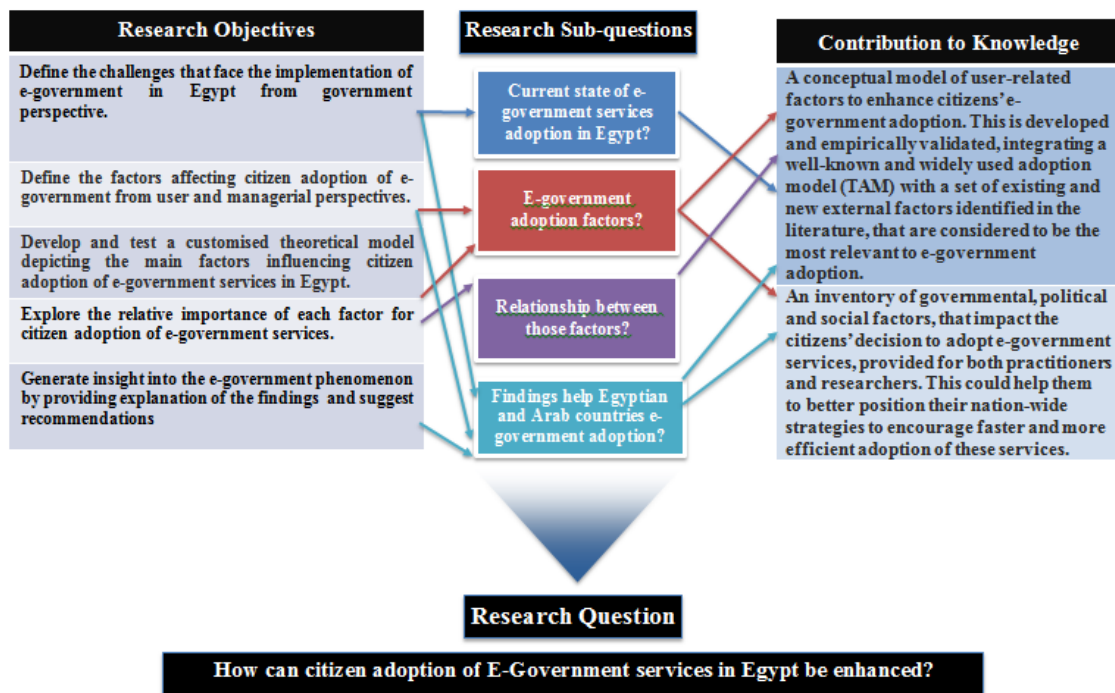 Research Objectives
Define the challenges that face the implementation of
e-government in Egypt from government
perspective.
Define the factors affecting citizen adoption of e-
government from user and managerial perspectives.
Develop and test a customised theoretical model
depicting the main factors influencing citizen
adoption of e-government services in Egypt.
Explore the relative importance of each factor for
citizen adoption of e-government services.
Generate insight into the e-government phenomenon
by providing explanation of the findings and suggest
recommendations
Research Sub-questions
Current state of e-
government services
adoption in Egypt?
E-government
adoption factors?
Relationship between
those factors?
Findings help Egyptian
and Arab countries e-
government adoption?
Contribution to Knowledge
A conceptual model of user-related
factors to enhance citizens' e-
government adoption. This is developed
and empirically validated, integrating a
well-known and widely used adoption
model (TAM) with a set of existing and
new external factors identified in the
literature, that are considered to be the
most relevant to e-government
adoption.
An inventory of governmental, political
and social factors, that impact the
citizens' decision to adopt e-government
services, provided for both practitioners
and researchers. This could help them
to better position their nation-wide
strategies to encourage faster and more
efficient adoption of these services.
Research Question
How can citizen adoption of E-Government services in Egypt be enhanced?